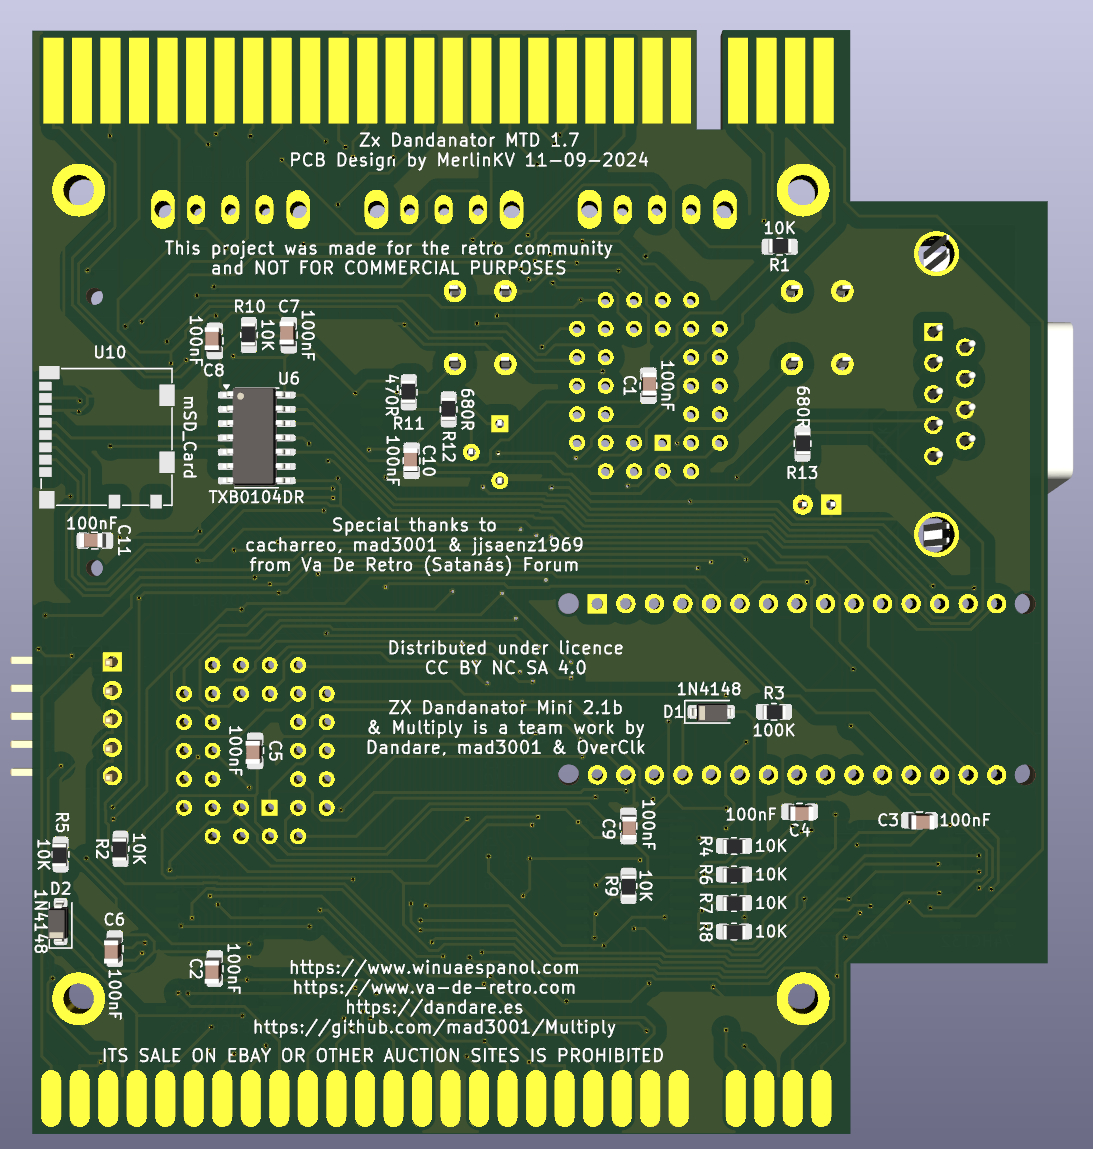 Zx Dandanator MTD 1.7
PCB Design by MerlinKV 11-09-2024
This project was made for the retro community
and NOT FOR COMMERCIAL PURPOSES
10K
R1
R10
C7
100nF
10K
100nF
C8
U10
U6
mSD_Card
TXB0104DR
470R
R11
680R
R12
100nF
C10
C1
100nF
680R
R13
100nF
C11
Special thanks to
cacharreo, mad3001 & jjsaenz1969
from Va De Retro (Satanás) Forum
Distributed under licence
CC BY NC SA 4.0
ZX Dandanator Mini 2.1b
& Multiply is a team work by
Dandare, mad3001 & OverClk
1N4148
D1
R3
100K
100nF
C5
R5
10K
R2
10K
C9
100nF
100nF
C4
C3
100nF
R4
10K
R6
10K
R7
10K
R8
10K
R9
10K
D2
1N4148
C6
100nF
C2
100nF
https://www.winuaespanol.com
https://www.va-de-retro.com
https://dandare.es
https://github.com/mad3001/Multiply
ITS SALE ON EBAY OR OTHER AUCTION SITES IS PROHIBITED